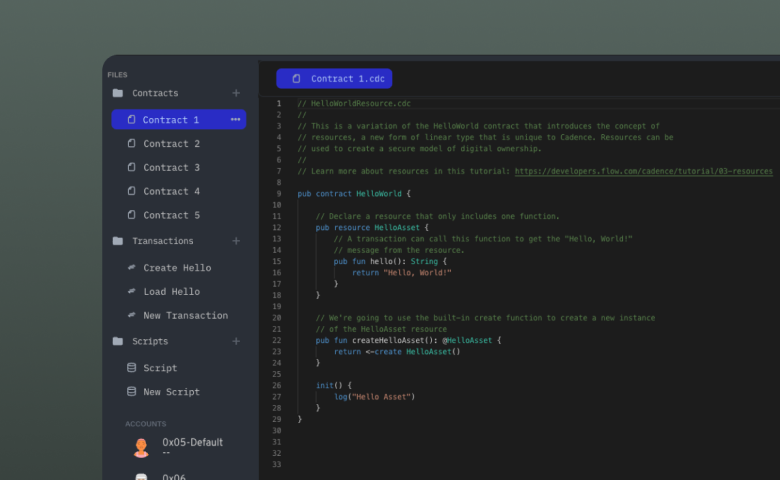 FILES
Contracts
Contract 1
Contract 2
Contract 3
Contract 4
Contract 5
Transactions
Create Hello
Load Hello
New Transaction
Scripts
Script
New Script
ACCOUNTS
0x05-Default
--
0x06
Contract 1.cdc
1 // HelloWorldResource.cdc
2 //
3 // This is a variation of the HelloWorld contract that introduces the concept of
4 // resources, a new form of linear type that is unique to Cadence. Resources can be
5 // used to create a secure model of digital ownership.
6 //
7 // Learn more about resources in this tutorial: https://developers.flow.com/cadence/tutorial/03-resources
8
9 pub contract HelloWorld {
10
11 // Declare a resource that only includes one function.
12 pub resource HelloAsset {
13 // A transaction can call this function to get the "Hello, World!"
14 // message from the resource.
15 pub fun hello(): String {
16 return "Hello, World!"
17 }
18 }
19
20 // We're going to use the built-in create function to create a new instance
21 // of the HelloAsset resource
22 pub fun createHelloAsset(): @HelloAsset {
23 return <-create HelloAsset()
24 }
25
26 init() {
27 log("Hello Asset")
28 }
29 }
30
31
32
33